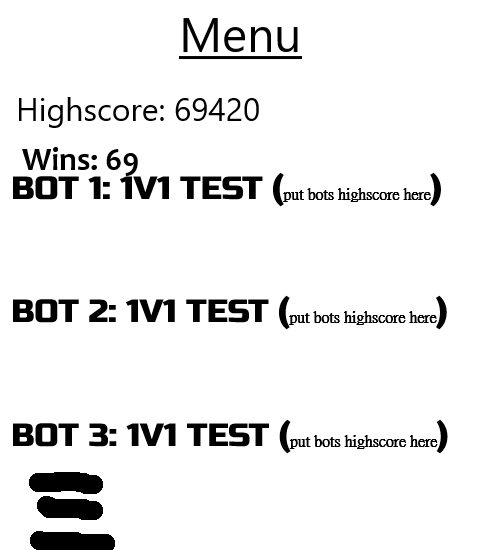 Menu
Highscore: 69420
Wins: 69
BOT 1: 1V1 TEST (put bots highscore here)
BOT 2: 1V1 TEST (put bots highscore here)
BOT 3: 1V1 TEST (put bots highscore here)